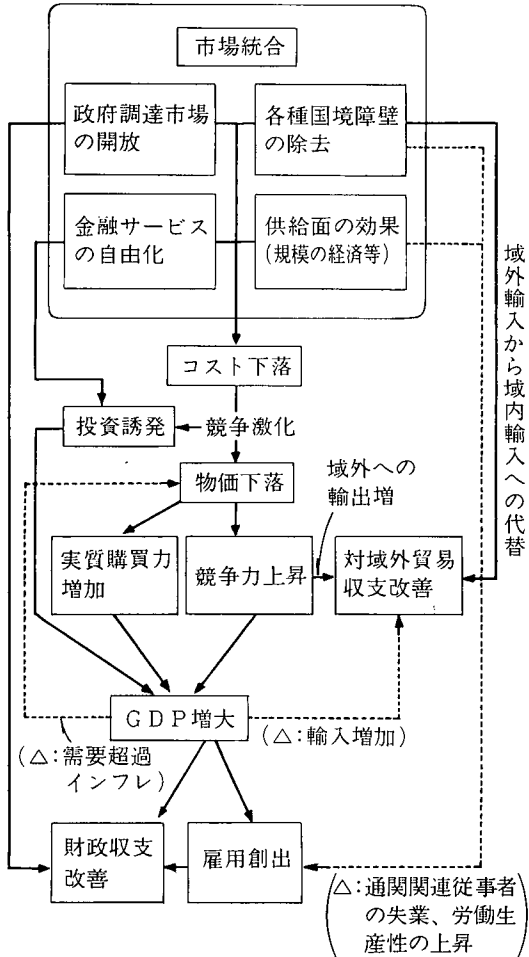 市場統合
政府調達市場
の開放
各種国境障壁
の除去
金融サービス
の自由化
供給面の効果
(規模の経済等)
域外輸入から域内輸入への代替
コスト下落
投資誘発
競争激化
物価下落
域外への
輸出増
実質購買力
増加
競争力上昇
対域外貿易
収支改善
GDP増大
(△:需要超過
インフレ)
(△:輸入増加)
財政収支
改善
雇用創出
(△:通関関連従事者
の失業、労働生
産性の上昇)